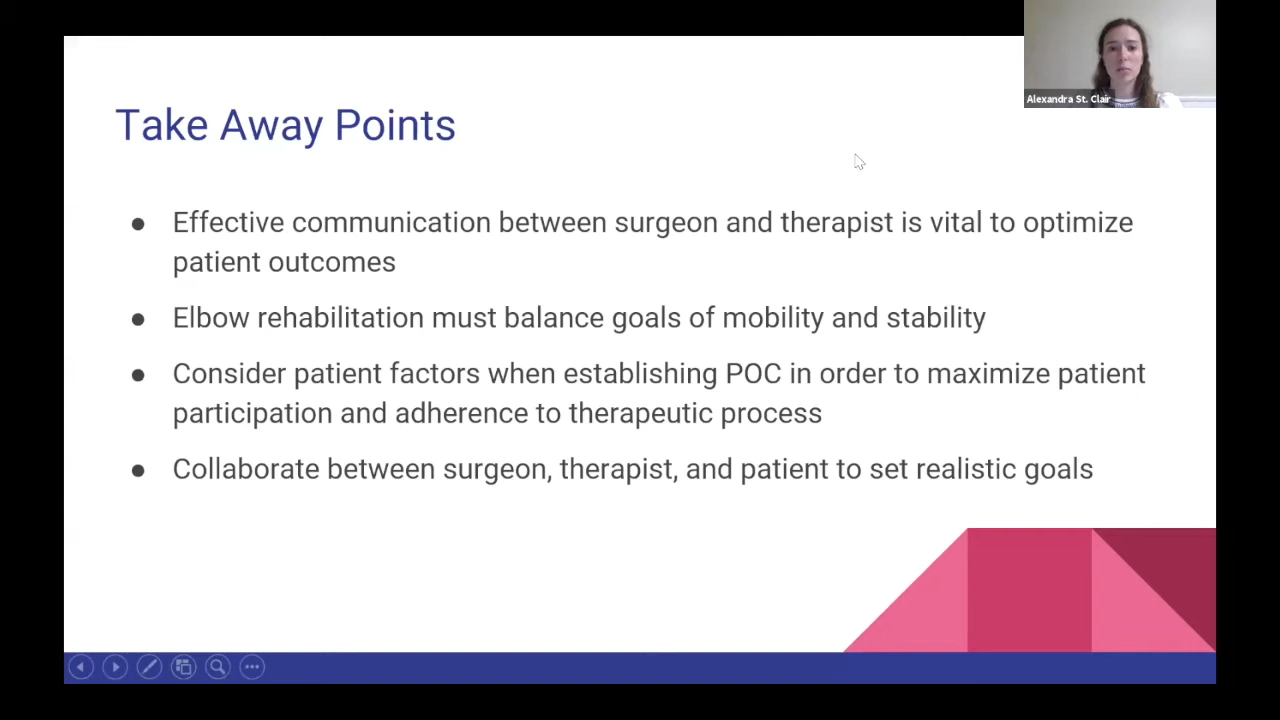 Alexandra St. Clair
Take Away Points
● Effective communication between surgeon and therapist is vital to optimize
patient outcomes
● Elbow rehabilitation must balance goals of mobility and stability
● Consider patient factors when establishing POC in order to maximize patient
participation and adherence to therapeutic process
● Collaborate between surgeon, therapist, and patient to set realistic goals